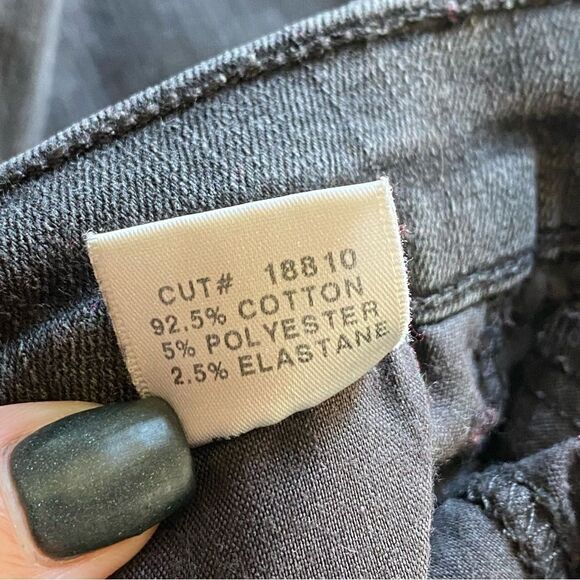 CUT# 18810
92.5% COTTON
5% POLYESTER
2.5% ELASTANE